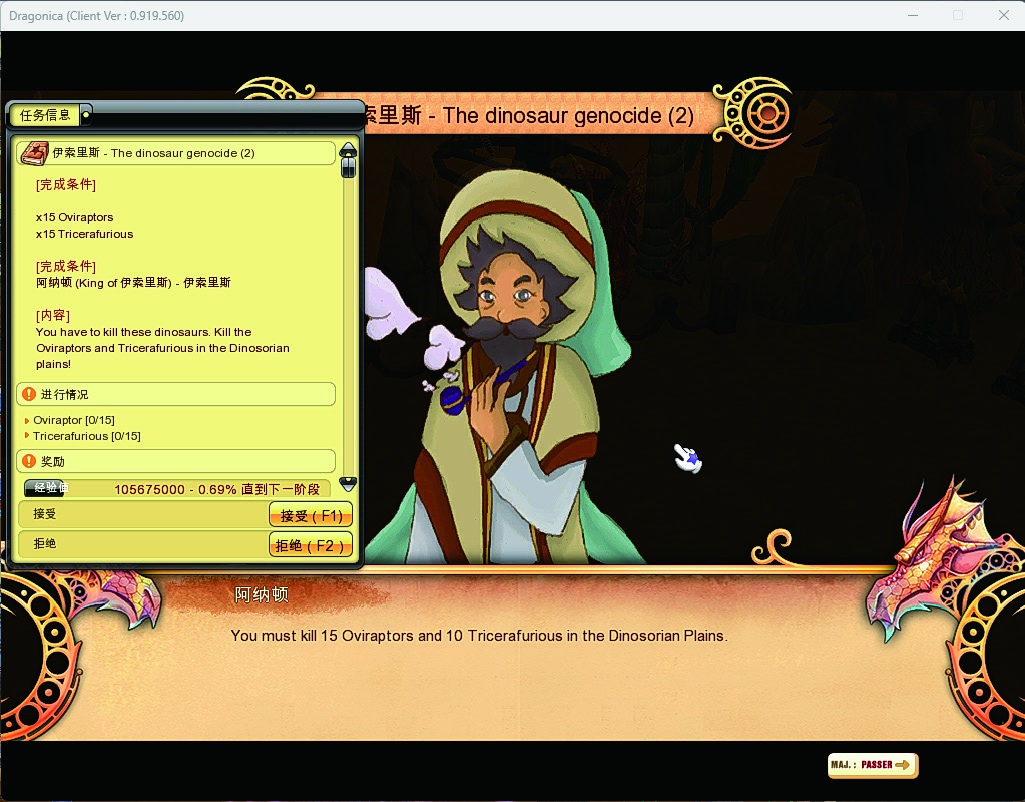 Dragonica (Client Ver : 0.919.560)
索里斯 - The dinosaur genocide (2)
任务信息
伊索里斯 - The dinosaur genocide (2)
[完成条件]
x15 Oviraptors
x15 Tricerafurious
[完成条件]
阿纳顿 (King of 伊索里斯) - 伊索里斯
[内容]
You have to kill these dinosaurs. Kill the
Oviraptors and Tricerafurious in the Dinosorian
plains!
进行情况
Oviraptor [0/15]
Tricerafurious [0/15]
奖励
经验值 105675000 - 0.69% 直到下一阶段
接受 接受 ( F1)
拒绝 拒绝 ( F2 )
阿纳顿
You must kill 15 Oviraptors and 10 Tricerafurious in the Dinosorian Plains.
MAJ. : PASSER